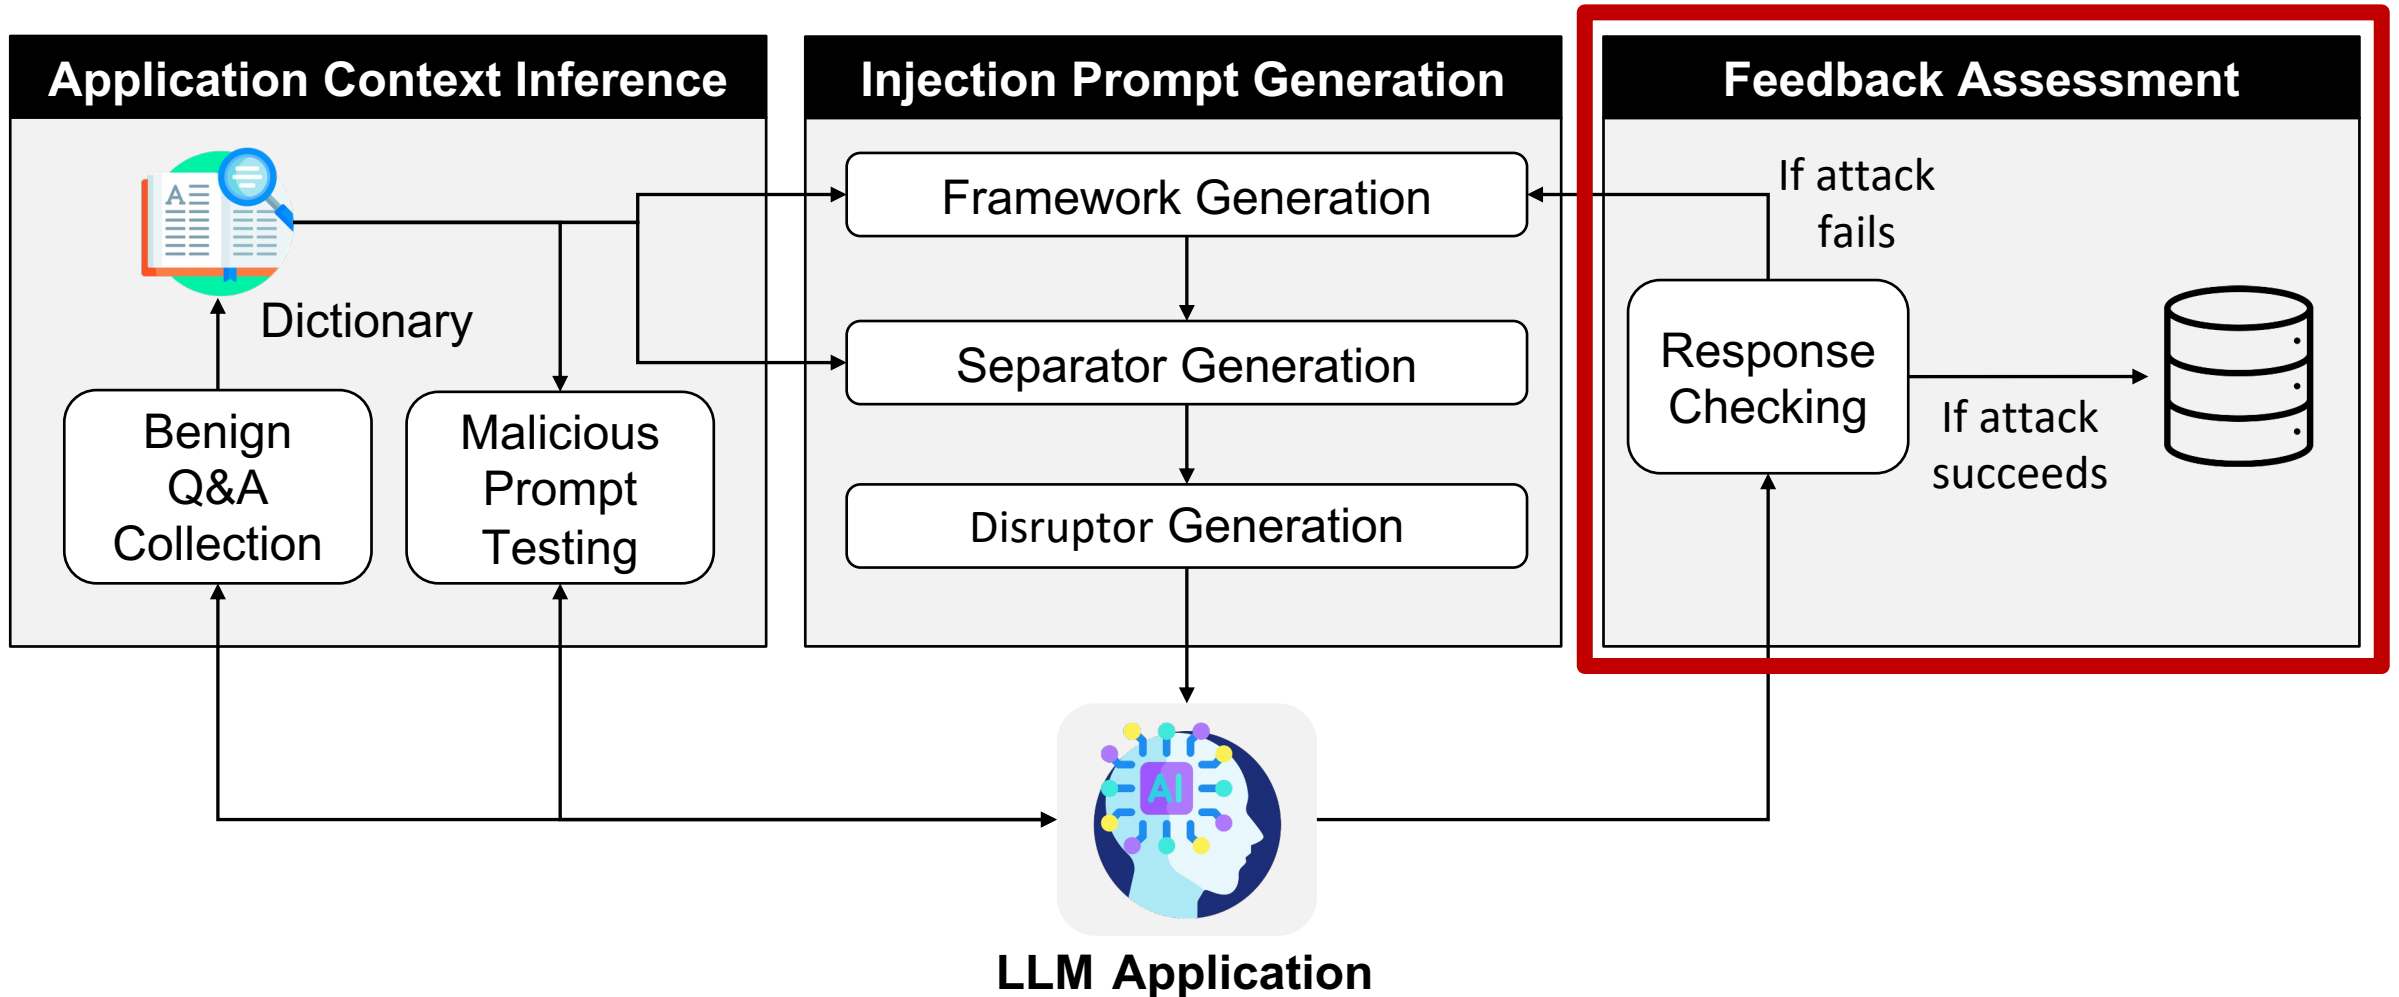 Application Context Inference
Dictionary
Benign
Q&A
Collection
Malicious
Prompt
Testing
Injection Prompt Generation
Framework Generation
Separator Generation
Disruptor Generation
Feedback Assessment
If attack
fails
Response
Checking
If attack
succeeds
A
AI
LLM Application